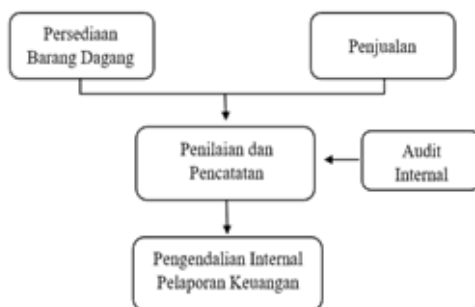 Persediaan
Barang Dagang
Penjualan
Penilaian dan
Pencatatan
Audit
Internal
Pengendalian Internal
Pelaporan Keuangan